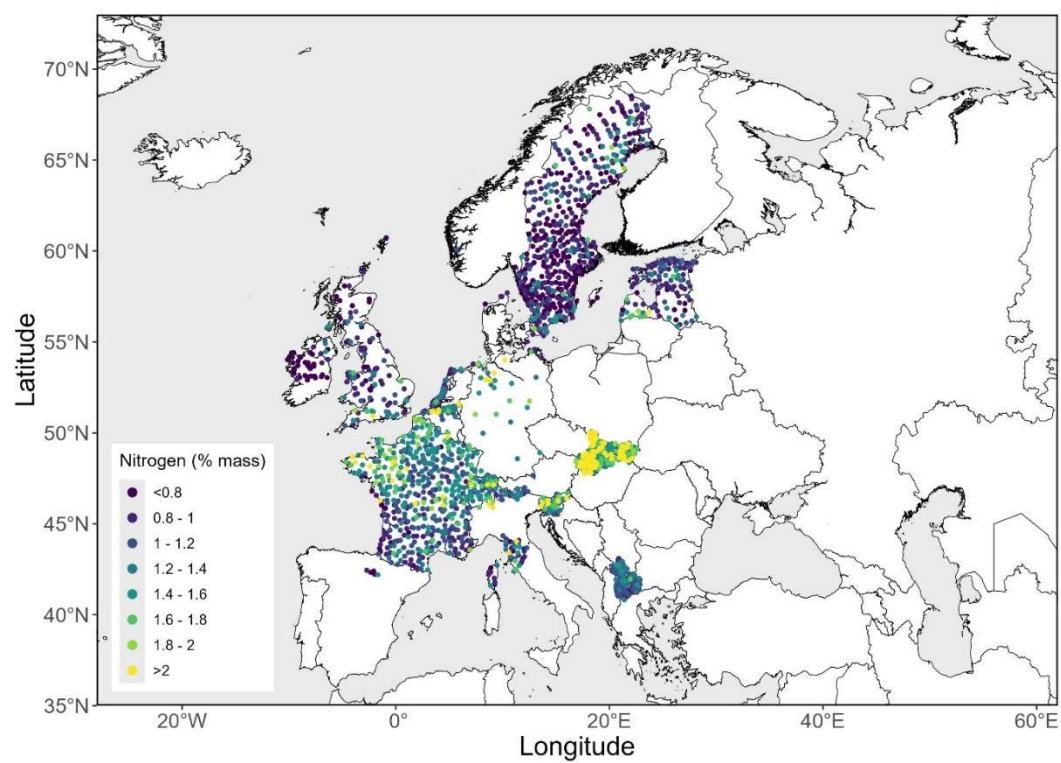 70°N
65°N
60°N
55°N
50°N
45°N
40°N
35°N
Latitude
Nitrogen (% mass)
<0.8
0.8 - 1
1 - 1.2
1.2 - 1.4
1.4 - 1.6
1.6 - 1.8
1.8 - 2
>2
20°W
0°
20°E
40°E
60°E
Longitude